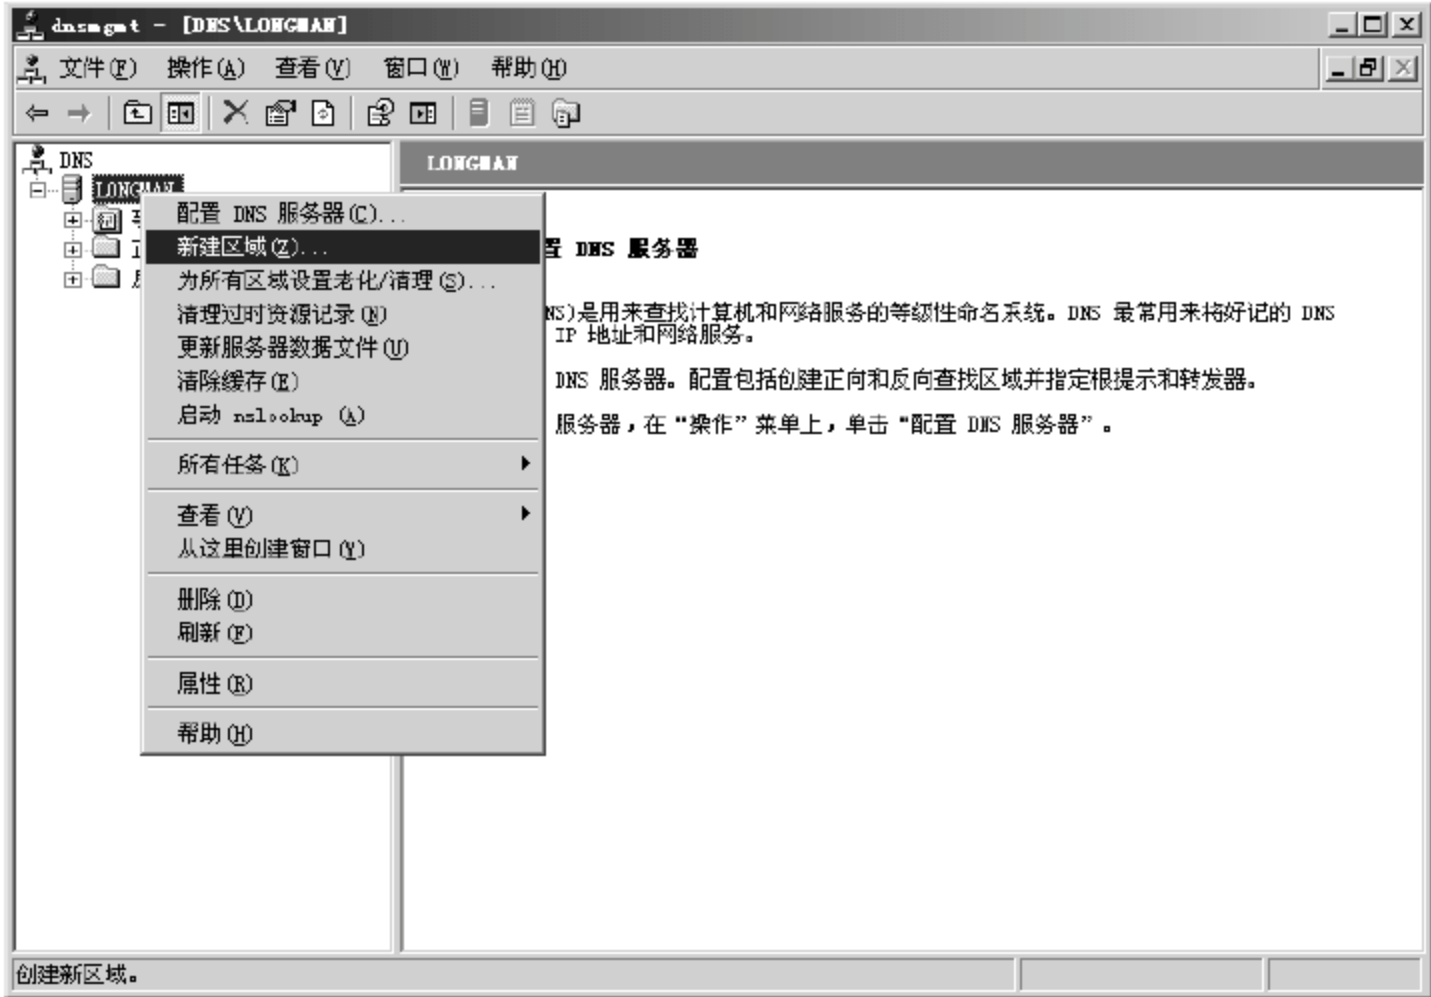 dnsmgmt - [DNS\LONGMAN]
文件(F) 操作(A) 查看(V) 窗口(W) 帮助(H)
DNS
LONGMAN
LONGMAN
配置 DNS 服务器(C)...
新建区域(Z)...
为所有区域设置老化/清理(S)...
清理过时资源记录(N)
更新服务器数据文件(U)
清除缓存(E)
启动 nslookup (A)
所有任务(K)
查看(V)
从这里创建窗口(Y)
删除(D)
刷新(F)
属性(R)
帮助(H)
置 DNS 服务器
NS)是用来查找计算机和网络服务的等级性命名系统。DNS 最常用来将好记的 DNS
IP 地址和网络服务。
DNS 服务器。配置包括创建正向和反向查找区域并指定根提示和转发器。
服务器，在“操作”菜单上，单击“配置 DNS 服务器”。
创建新区域。